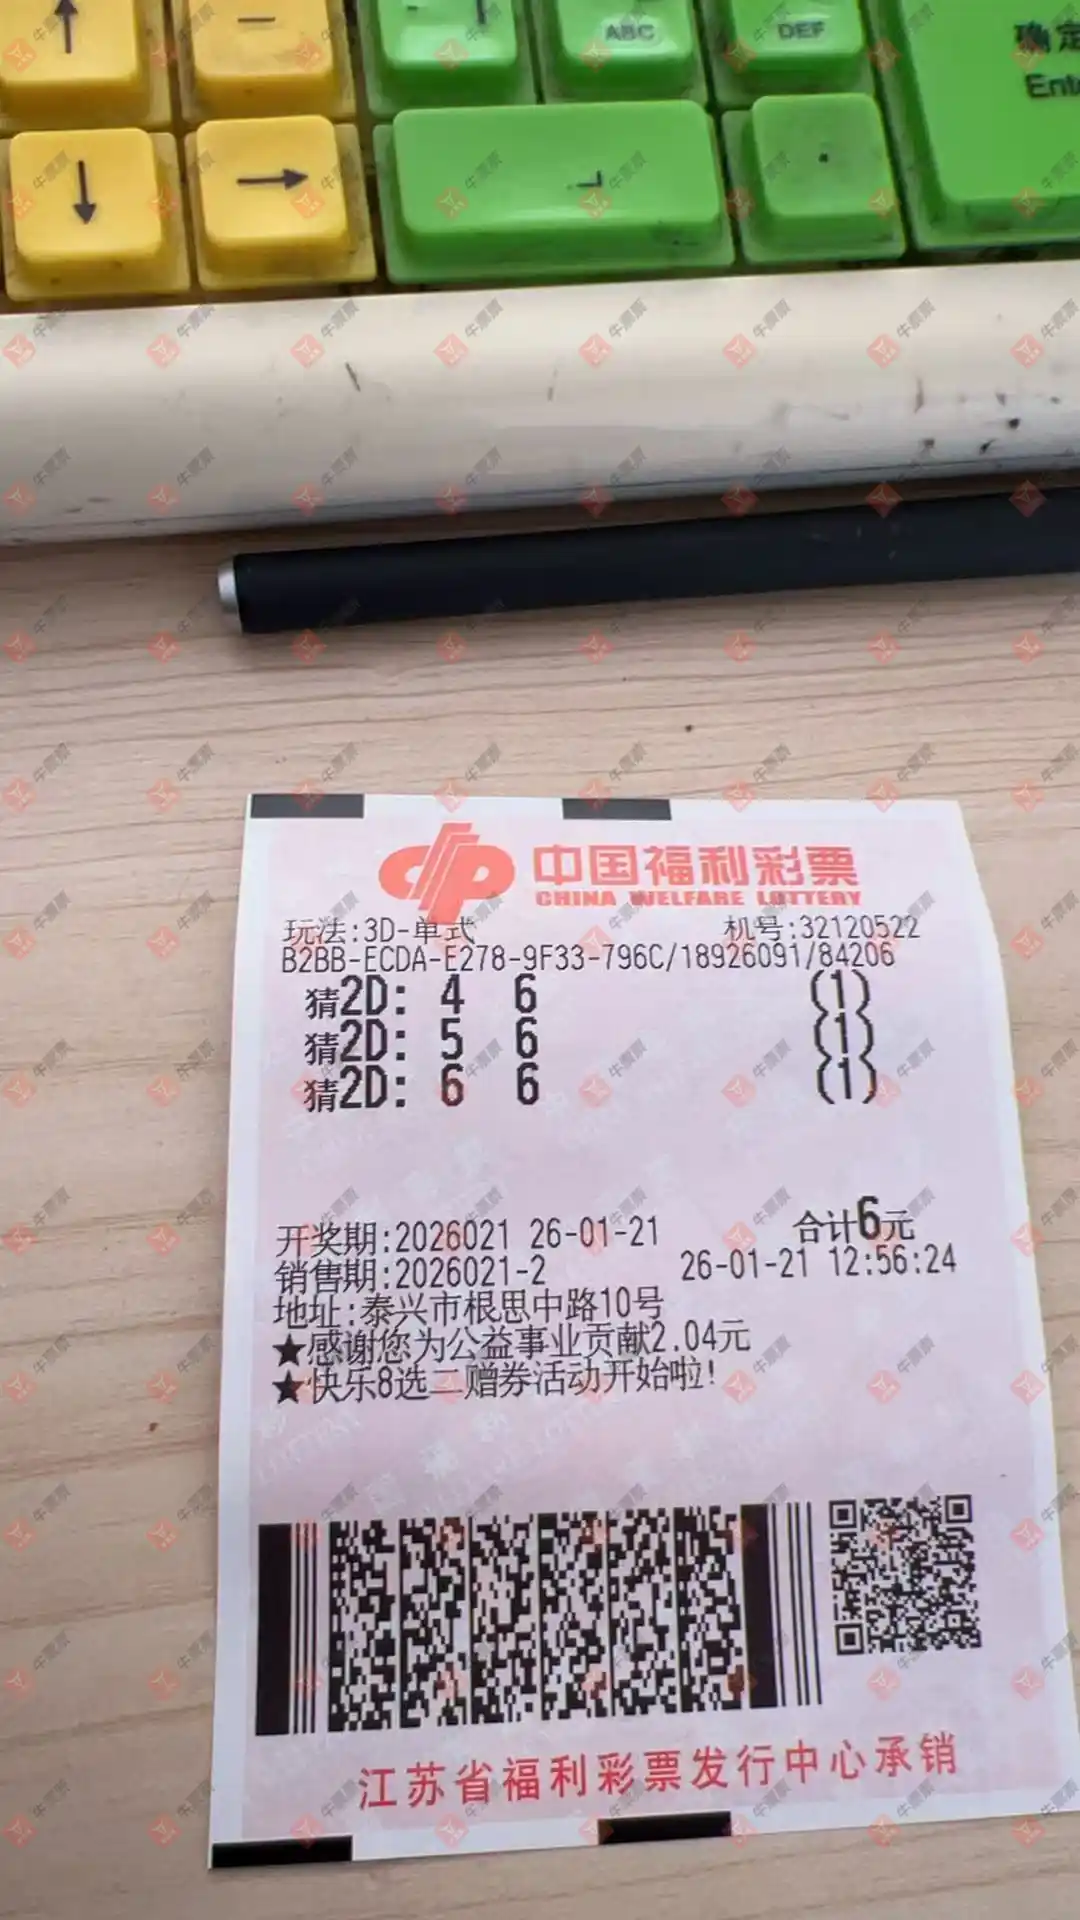 ABC
DEF
确定
Ente
中国福利彩票
CHINA WELFARE LOTTERY
玩法:3D-单式 机号:32120522
B2BB-ECDA-E278-9F33-796C/18926091/84206
猜2D: 4 6 (1)
猜2D: 5 6 (1)
猜2D: 6 6 (1)
开奖期:2026021 26-01-21 合计6元
销售期:2026021-2 26-01-21 12:56:24
地址:泰兴市根思中路10号
★感谢您为公益事业贡献2.04元
★快乐8选二赠券活动开始啦!
江苏省福利彩票发行中心承销
牛票票